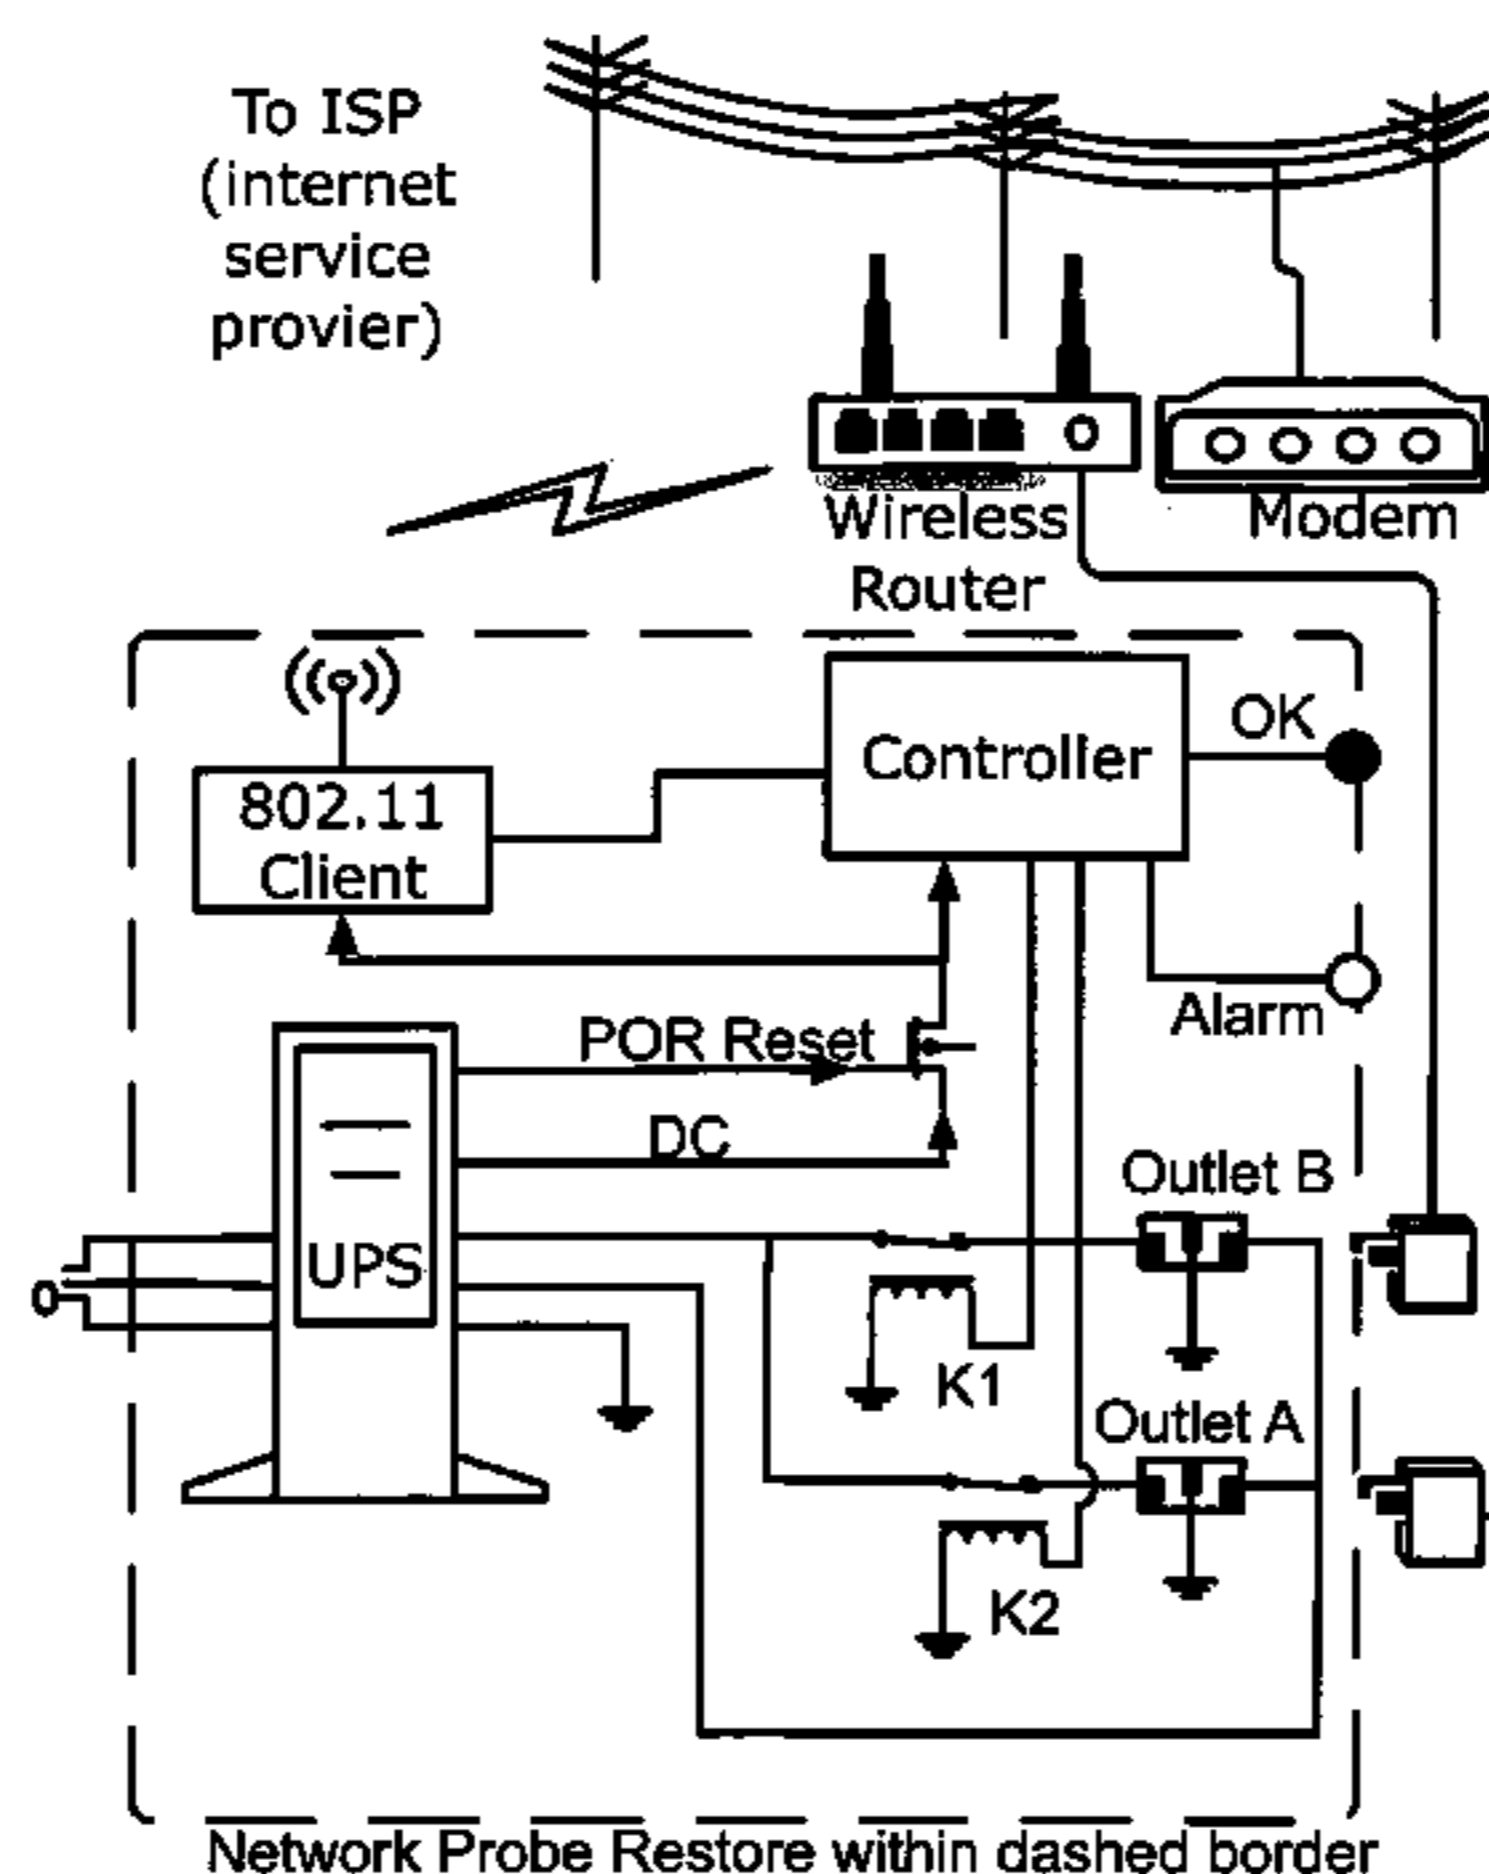 To ISP
(internet
service
provier)
Wireless
Router
Modem
Controller
OK
802.11
Client
Alarm
POR Reset
DC
Outlet B
UPS
K1
Outlet A
K2
Network Probe Restore within dashed border